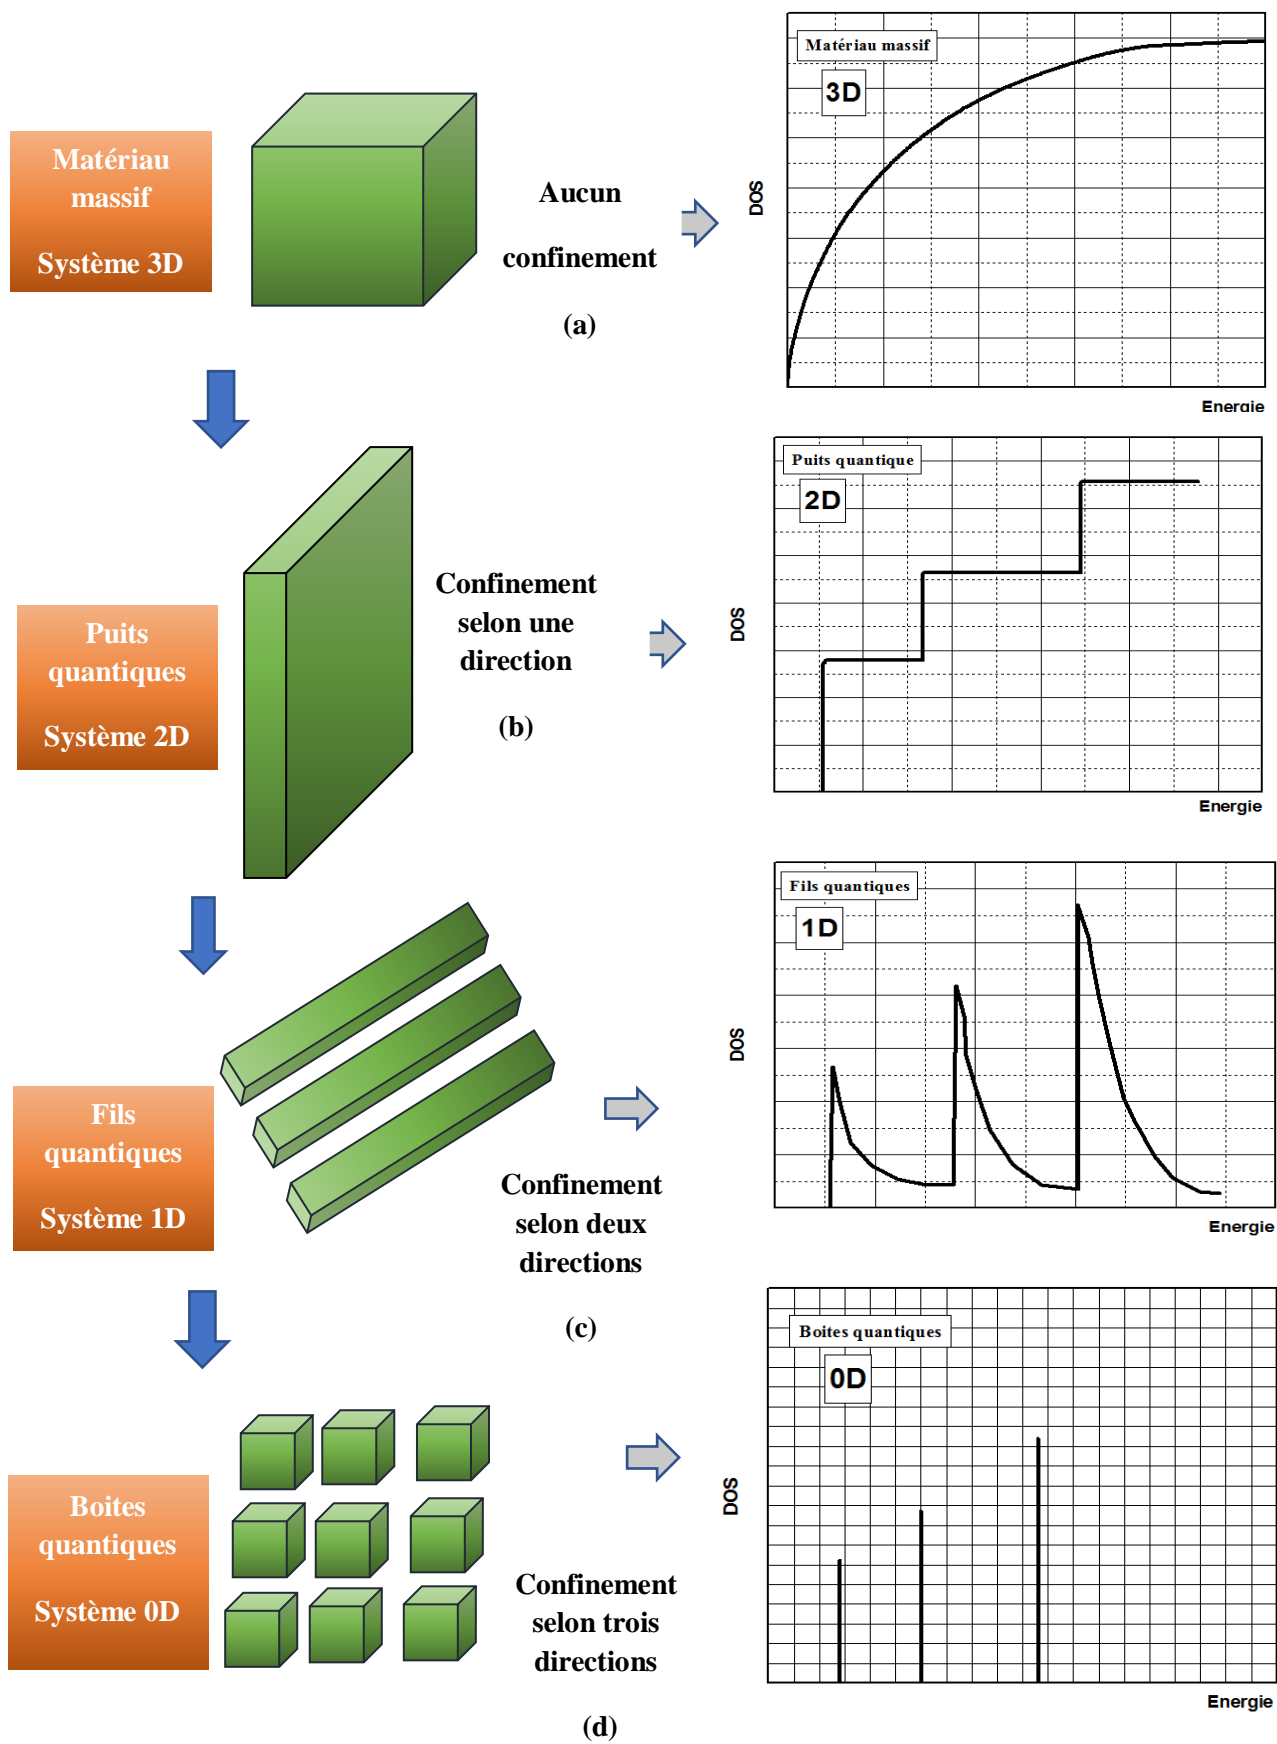 Matériau
massif
Système 3D
Aucun
confinement
(a)
Matériau massif
3D
DOS
Energie
Puits
quantiques
Système 2D
Confinement
selon une
direction
(b)
Puits quantique
2D
DOS
Energie
Fils
quantiques
Système 1D
Confinement
selon deux
directions
(c)
Fils quantiques
1D
DOS
Energie
Boites
quantiques
Système 0D
Confinement
selon trois
directions
(d)
Boites quantiques
0D
DOS
Energie